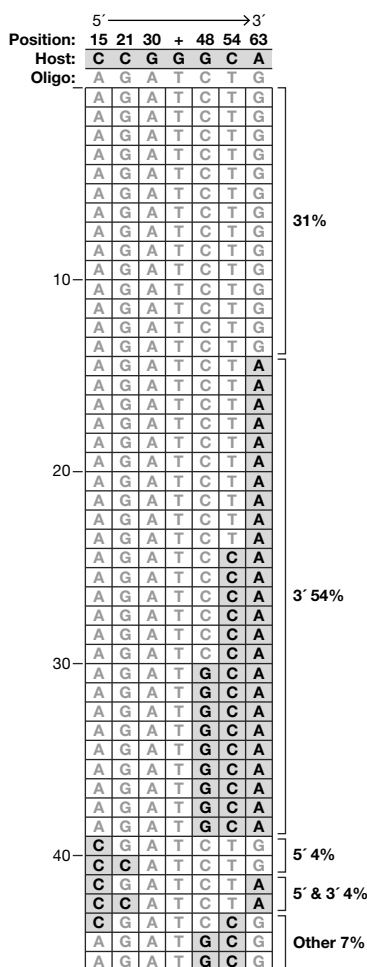 5´ 3´
Position: 15 21 30 + 48 54 63
Host: C C G G G C A
Oligo: A G A T C T G
A G A T C T G
A G A T C T G
A G A T C T G
A G A T C T G
A G A T C T G
A G A T C T G
A G A T C T G 31%
A G A T C T G
A G A T C T G
10 A G A T C T G
A G A T C T G
A G A T C T G
A G A T C T G
A G A T C T G
A G A T C T A
A G A T C T A
A G A T C T A
A G A T C T A
A G A T C T A
20 A G A T C T A
A G A T C T A
A G A T C T A
A G A T C T A
A G A T C T A
A G A T C C A
A G A T C C A
A G A T C C A 3´ 54%
A G A T C C A
A G A T C C A
30 A G A T C C A
A G A T G C A
A G A T G C A
A G A T G C A
A G A T G C A
A G A T G C A
A G A T G C A
A G A T G C A
A G A T G C A
A G A T G C A
40 C G A T C T G 5´ 4%
C C A T C T G
C G A T C T A 5´ & 3´ 4%
C C A T C T A
C G A T C C G
A G A T G C G Other 7%
A G A T G C G